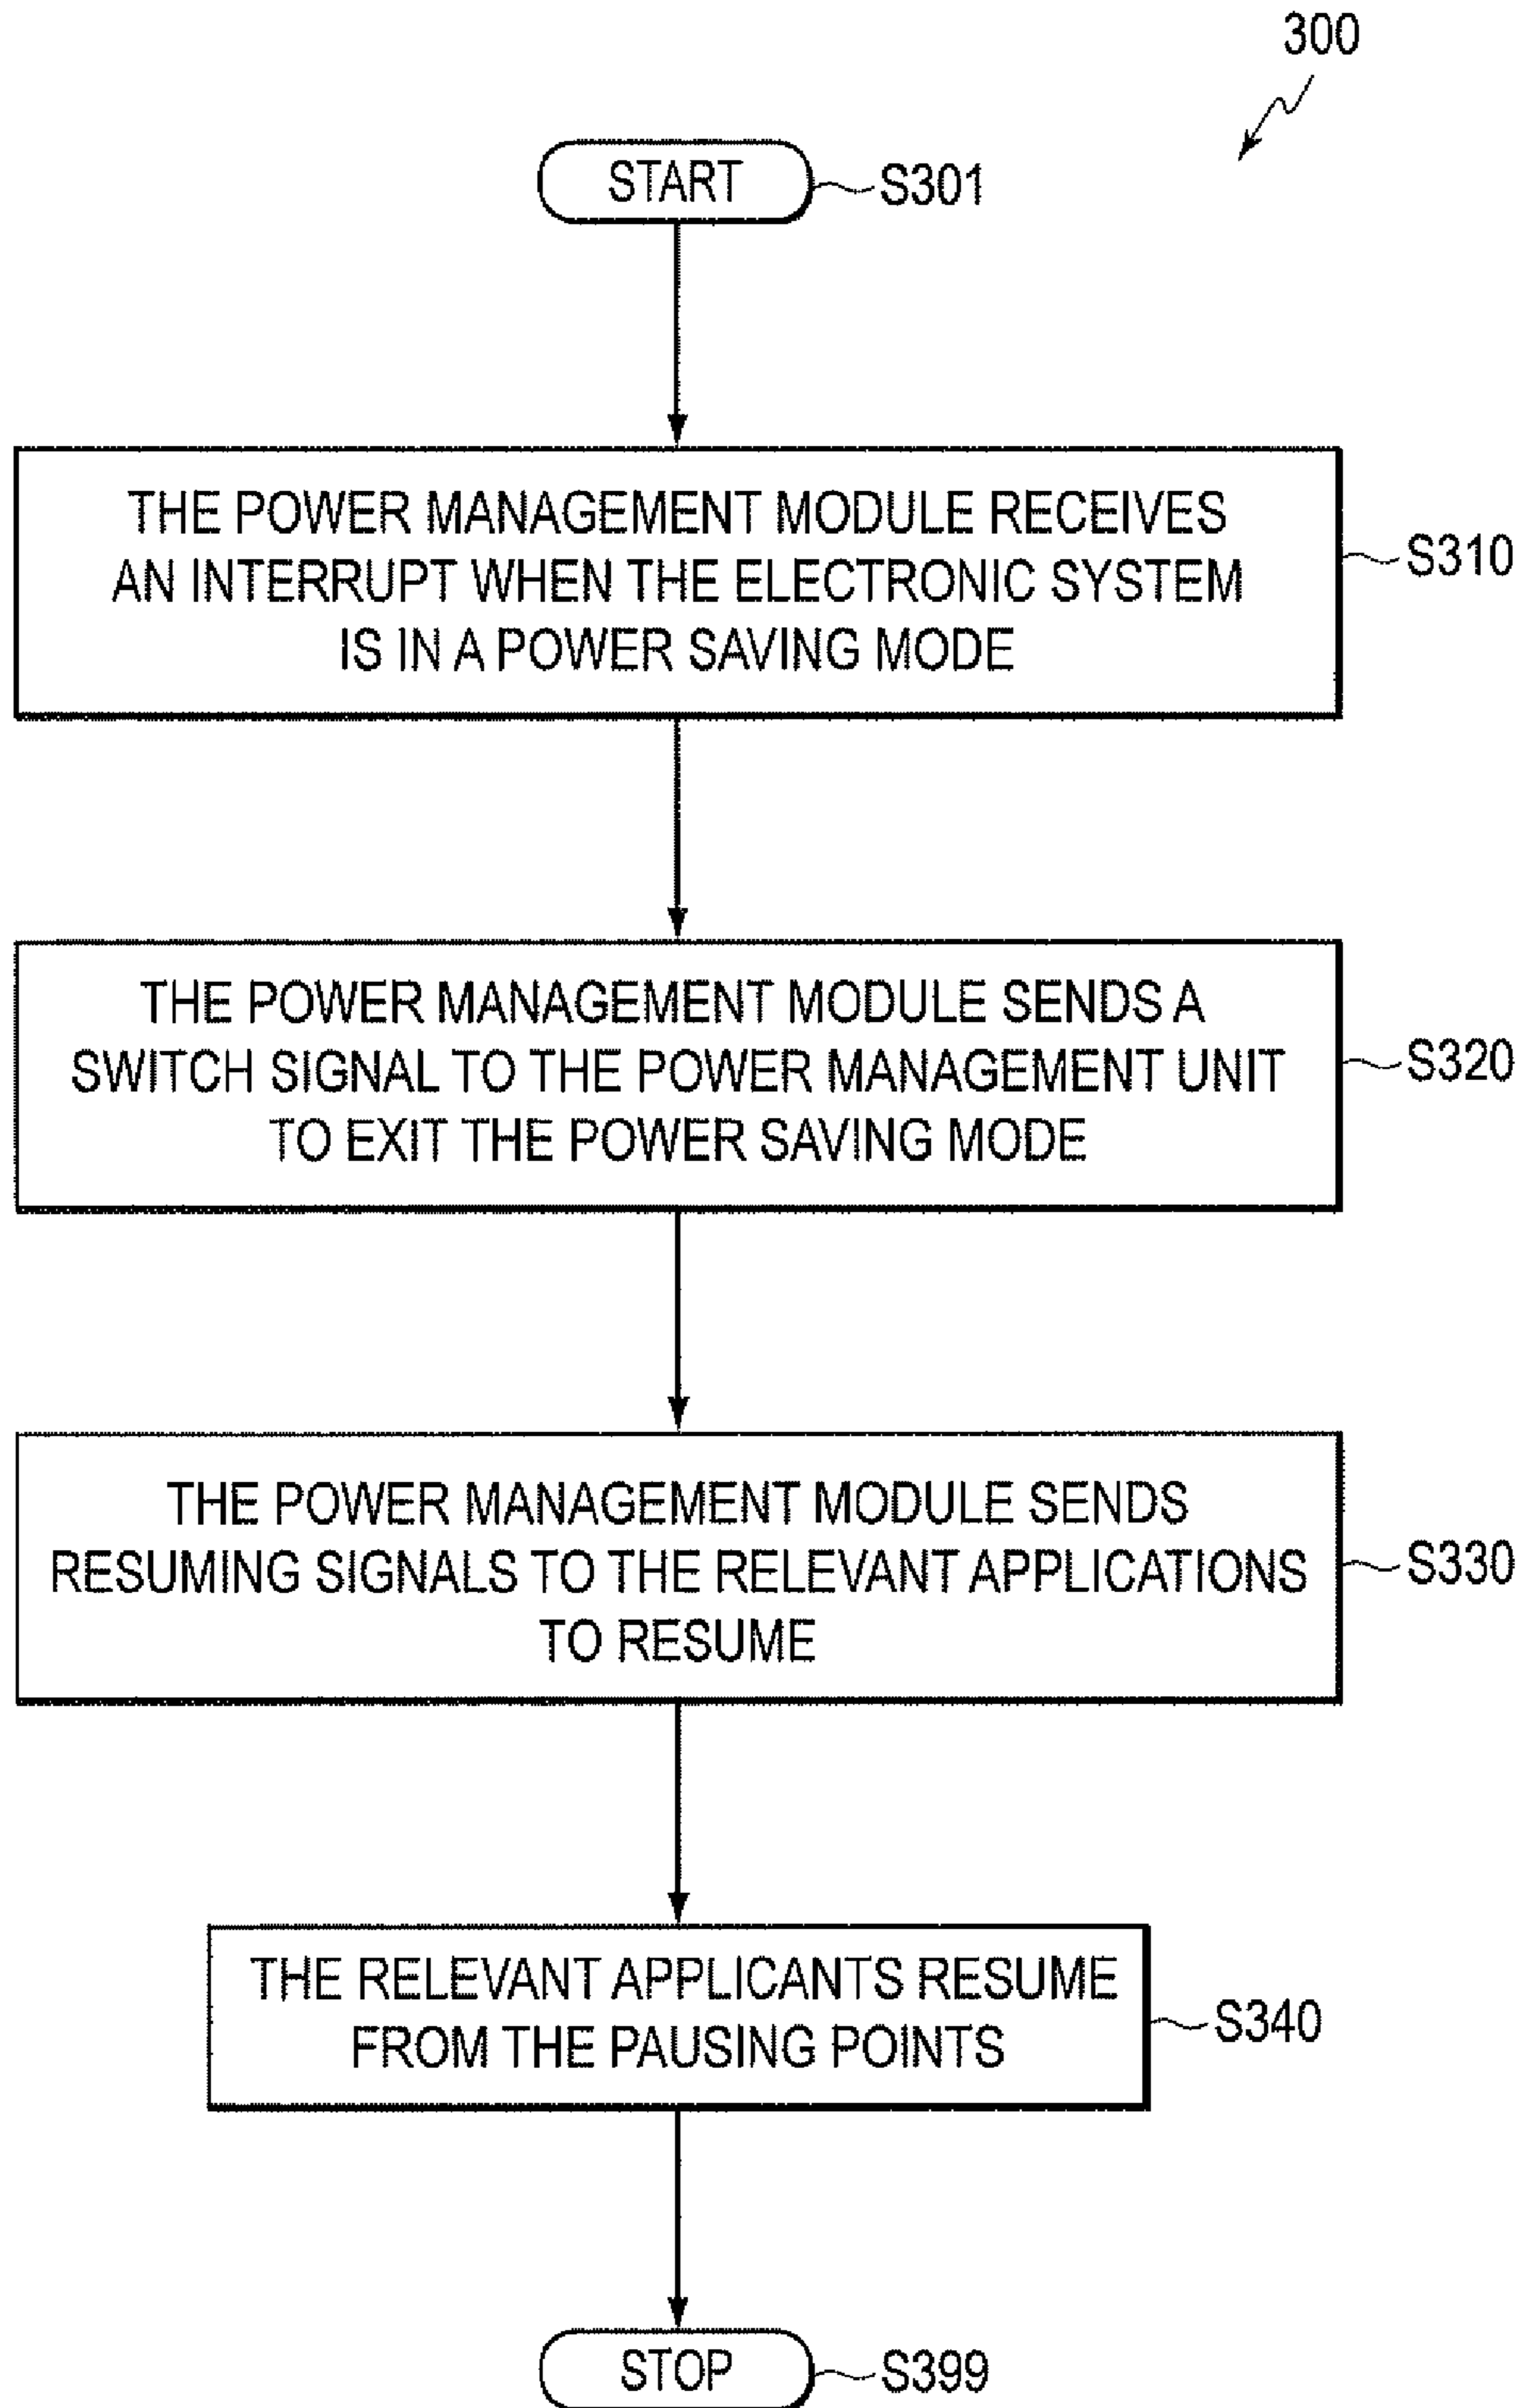 300
START
S301
THE POWER MANAGEMENT MODULE RECEIVES
AN INTERRUPT WHEN THE ELECTRONIC SYSTEM
IS IN A POWER SAVING MODE
S310
THE POWER MANAGEMENT MODULE SENDS A
SWITCH SIGNAL TO THE POWER MANAGEMENT UNIT
TO EXIT THE POWER SAVING MODE
S320
THE POWER MANAGEMENT MODULE SENDS
RESUMING SIGNALS TO THE RELEVANT APPLICATIONS
TO RESUME
S330
THE RELEVANT APPLICANTS RESUME
FROM THE PAUSING POINTS
S340
STOP
S399